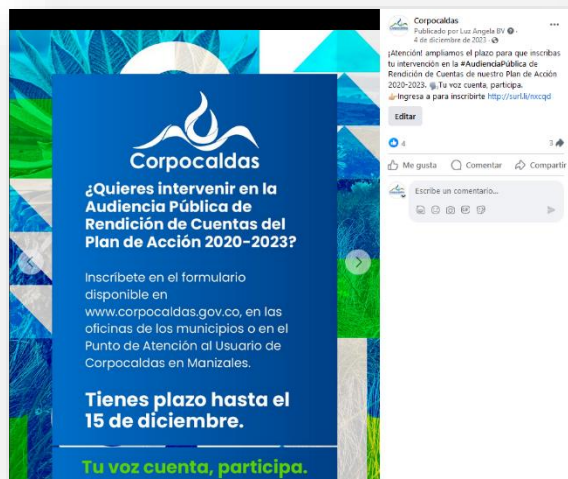 Corpocaldas
¿Quieres intervenir en la
Audiencia Pública de
Rendición de Cuentas del
Plan de Acción 2020-2023?
Inscríbete en el formulario
disponible en
www.corpocaldas.gov.co, en las
oficinas de los municipios o en el
Punto de Atención al Usuario de
Corpocaldas en Manizales.
Tienes plazo hasta el
15 de diciembre.
Tu voz cuenta, participa.
Corpocaldas
Publicado por Luz Angela BV
4 de diciembre de 2023
¡Atención! ampliamos el plazo para que inscribas
tu intervención en la #AudienciaPública de
Rendición de Cuentas de nuestro Plan de Acción
2020-2023. Tu voz cuenta, participa.
Ingresa a para inscribirte http://surl.li/nxcqd
Editar
4 3
Me gusta Comentar Compartir
Escribe un comentario...